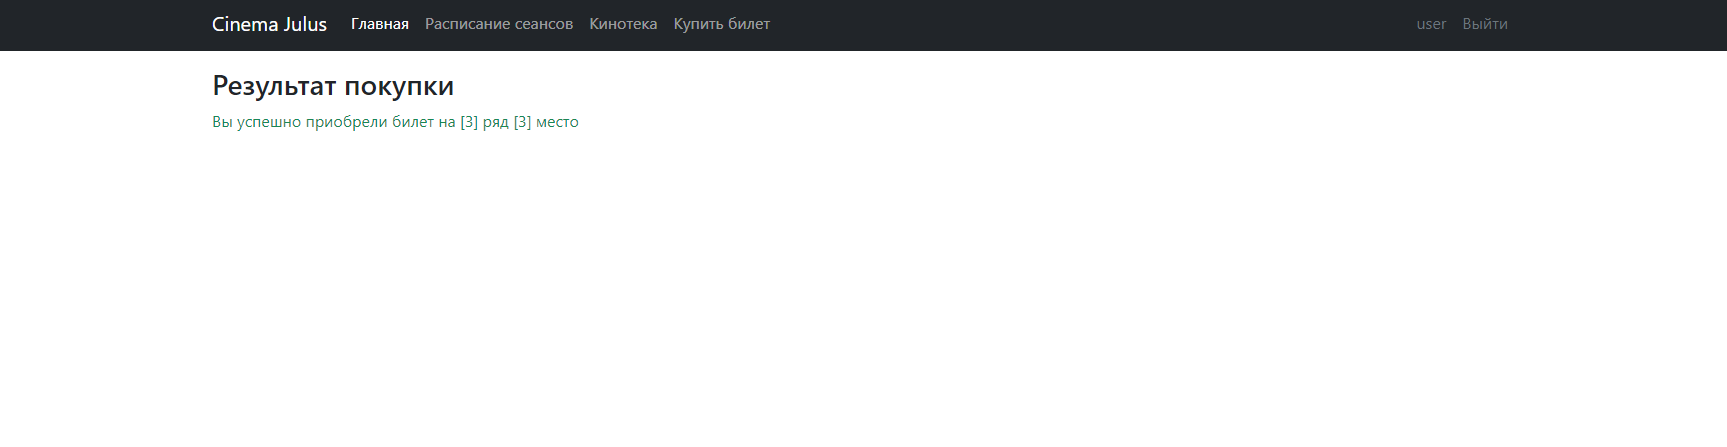 Cinema Julus Главная Расписание сеансов Кинотека Купить билет user Выйти
Результат покупки
Вы успешно приобрели билет на [3] ряд [3] место